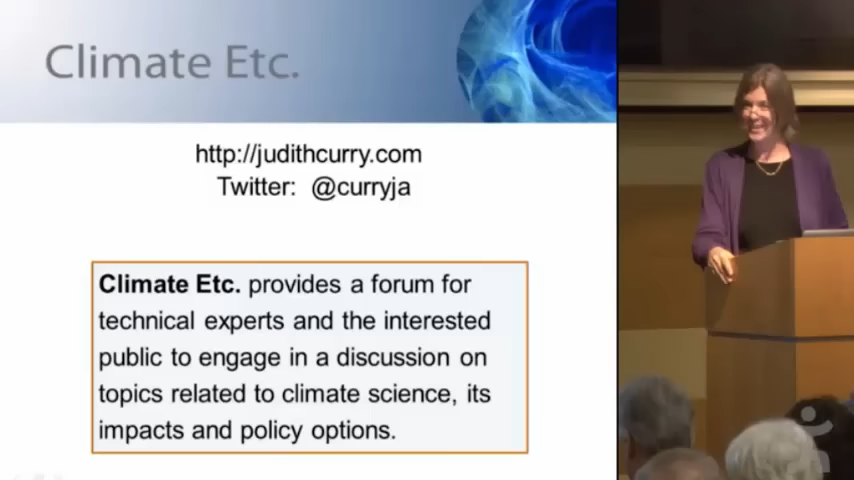 Climate Etc.
http://judithcurry.com
Twitter: @curryja
Climate Etc. provides a forum for
technical experts and the interested
public to engage in a discussion on
topics related to climate science, its
impacts and policy options.